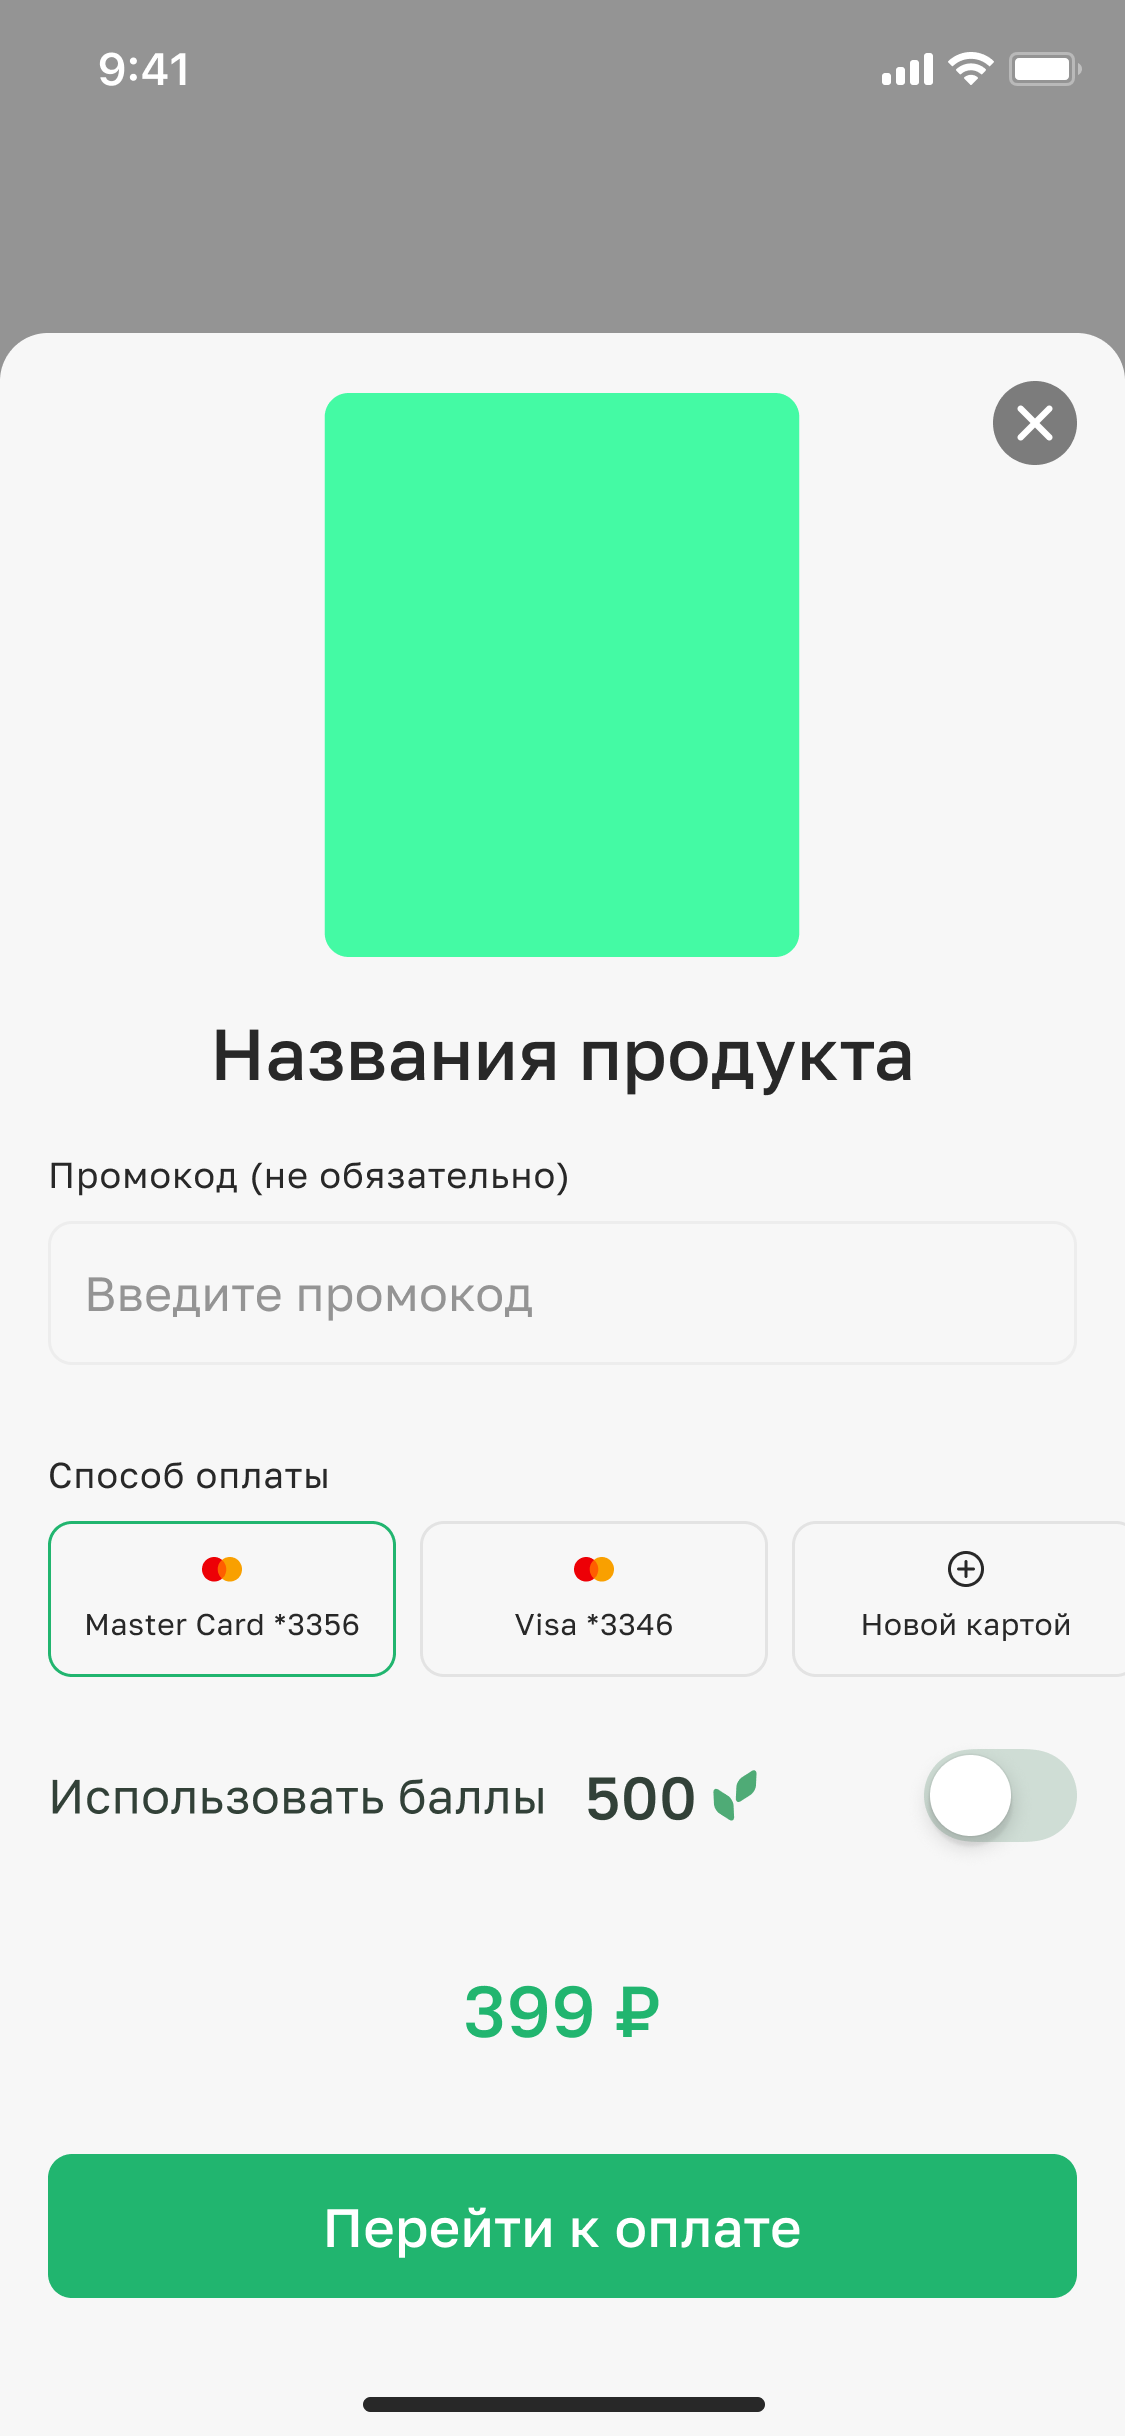 9:41
Названия продукта
Промокод (не обязательно)
Введите промокод
Способ оплаты
Master Card *3356
Visa *3346
Новой картой
Использовать баллы 500
399 ₽
Перейти к оплате